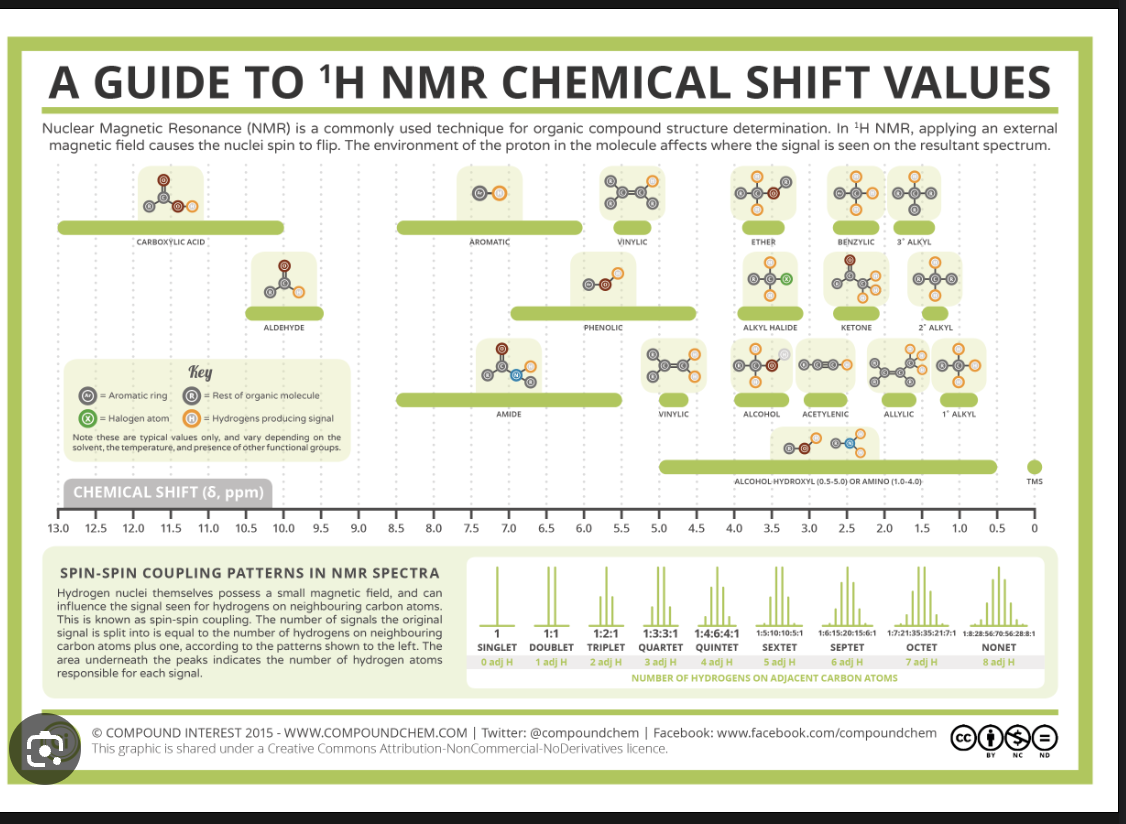 A GUIDE TO ¹H NMR CHEMICAL SHIFT VALUES
Nuclear Magnetic Resonance (NMR) is a commonly used technique for organic compound structure determination. In ¹H NMR, applying an external
magnetic field causes the nuclei spin to flip. The environment of the proton in the molecule affects where the signal is seen on the resultant spectrum.
CARBOXYLIC ACID
AROMATIC
VINYLIC
ETHER
BENZYLIC
3˚ ALKYL
ALDEHYDE
PHENOLIC
ALKYL HALIDE
KETONE
2˚ ALKYL
AMIDE
VINYLIC
ALCOHOL
ACETYLENIC
ALLYLIC
1˚ ALKYL
Key
Ar = Aromatic ring
R = Rest of organic molecule
X = Halogen atom
H = Hydrogens producing signal
Note these are typical values only, and vary depending on the
solvent, the temperature, and presence of other functional groups.
ALCOHOL HYDROXYL (0.5-5.0) OR AMINO (1.0-4.0)
TMS
CHEMICAL SHIFT (δ, ppm)
13.0 12.5 12.0 11.5 11.0 10.5 10.0 9.5 9.0 8.5 8.0 7.5 7.0 6.5 6.0 5.5 5.0 4.5 4.0 3.5 3.0 2.5 2.0 1.5 1.0 0.5 0
SPIN-SPIN COUPLING PATTERNS IN NMR SPECTRA
Hydrogen nuclei themselves possess a small magnetic field, and can
influence the signal seen for hydrogens on neighbouring carbon atoms.
This is known as spin-spin coupling. The number of signals the original
signal is split into is equal to the number of hydrogens on neighbouring
carbon atoms plus one, according to the patterns shown to the left. The
area underneath the peaks indicates the number of hydrogen atoms
responsible for each signal.
1 1:1 1:2:1 1:3:3:1 1:4:6:4:1 1:5:10:10:5:1 1:6:15:20:15:6:1 1:7:21:35:35:21:7:1 1:8:28:56:70:56:28:8:1
SINGLET DOUBLET TRIPLET QUARTET QUINTET SEXTET SEPTET OCTET NONET
0 adj H 1 adj H 2 adj H 3 adj H 4 adj H 5 adj H 6 adj H 7 adj H 8 adj H
NUMBER OF HYDROGENS ON ADJACENT CARBON ATOMS
© COMPOUND INTEREST 2015 - WWW.COMPOUNDCHEM.COM | Twitter: @compoundchem | Facebook: www.facebook.com/compoundchem
This graphic is shared under a Creative Commons Attribution-NonCommercial-NoDerivatives licence.
cc
BY NC ND